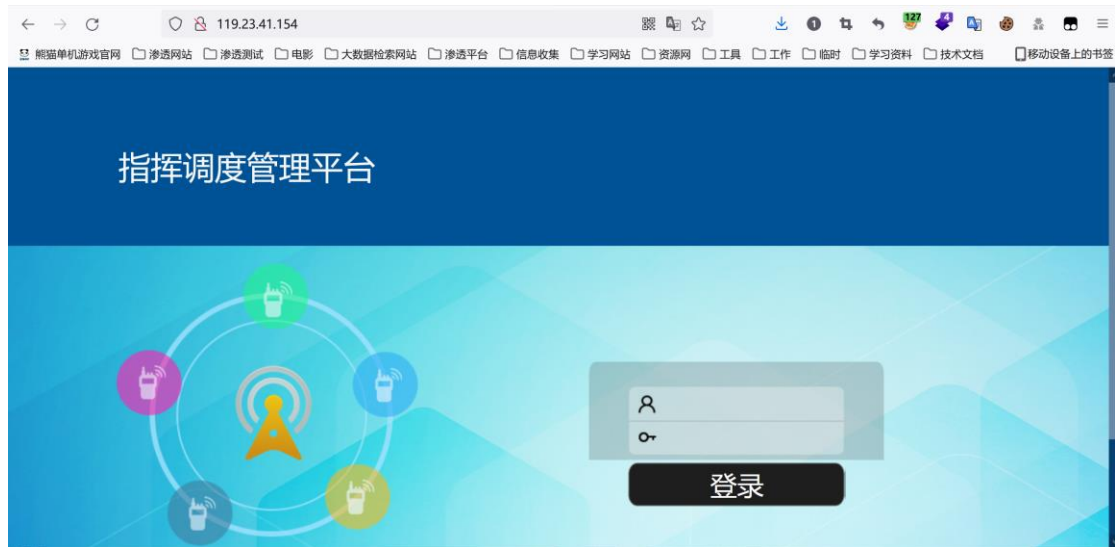 119.23.41.154
127
4
1
熊猫单机游戏官网 渗透网站 渗透测试 电影 大数据检索网站 渗透平台 信息收集 学习网站 资源网 工具 工作 临时 学习资料 技术文档 移动设备上的书签
指挥调度管理平台
登录